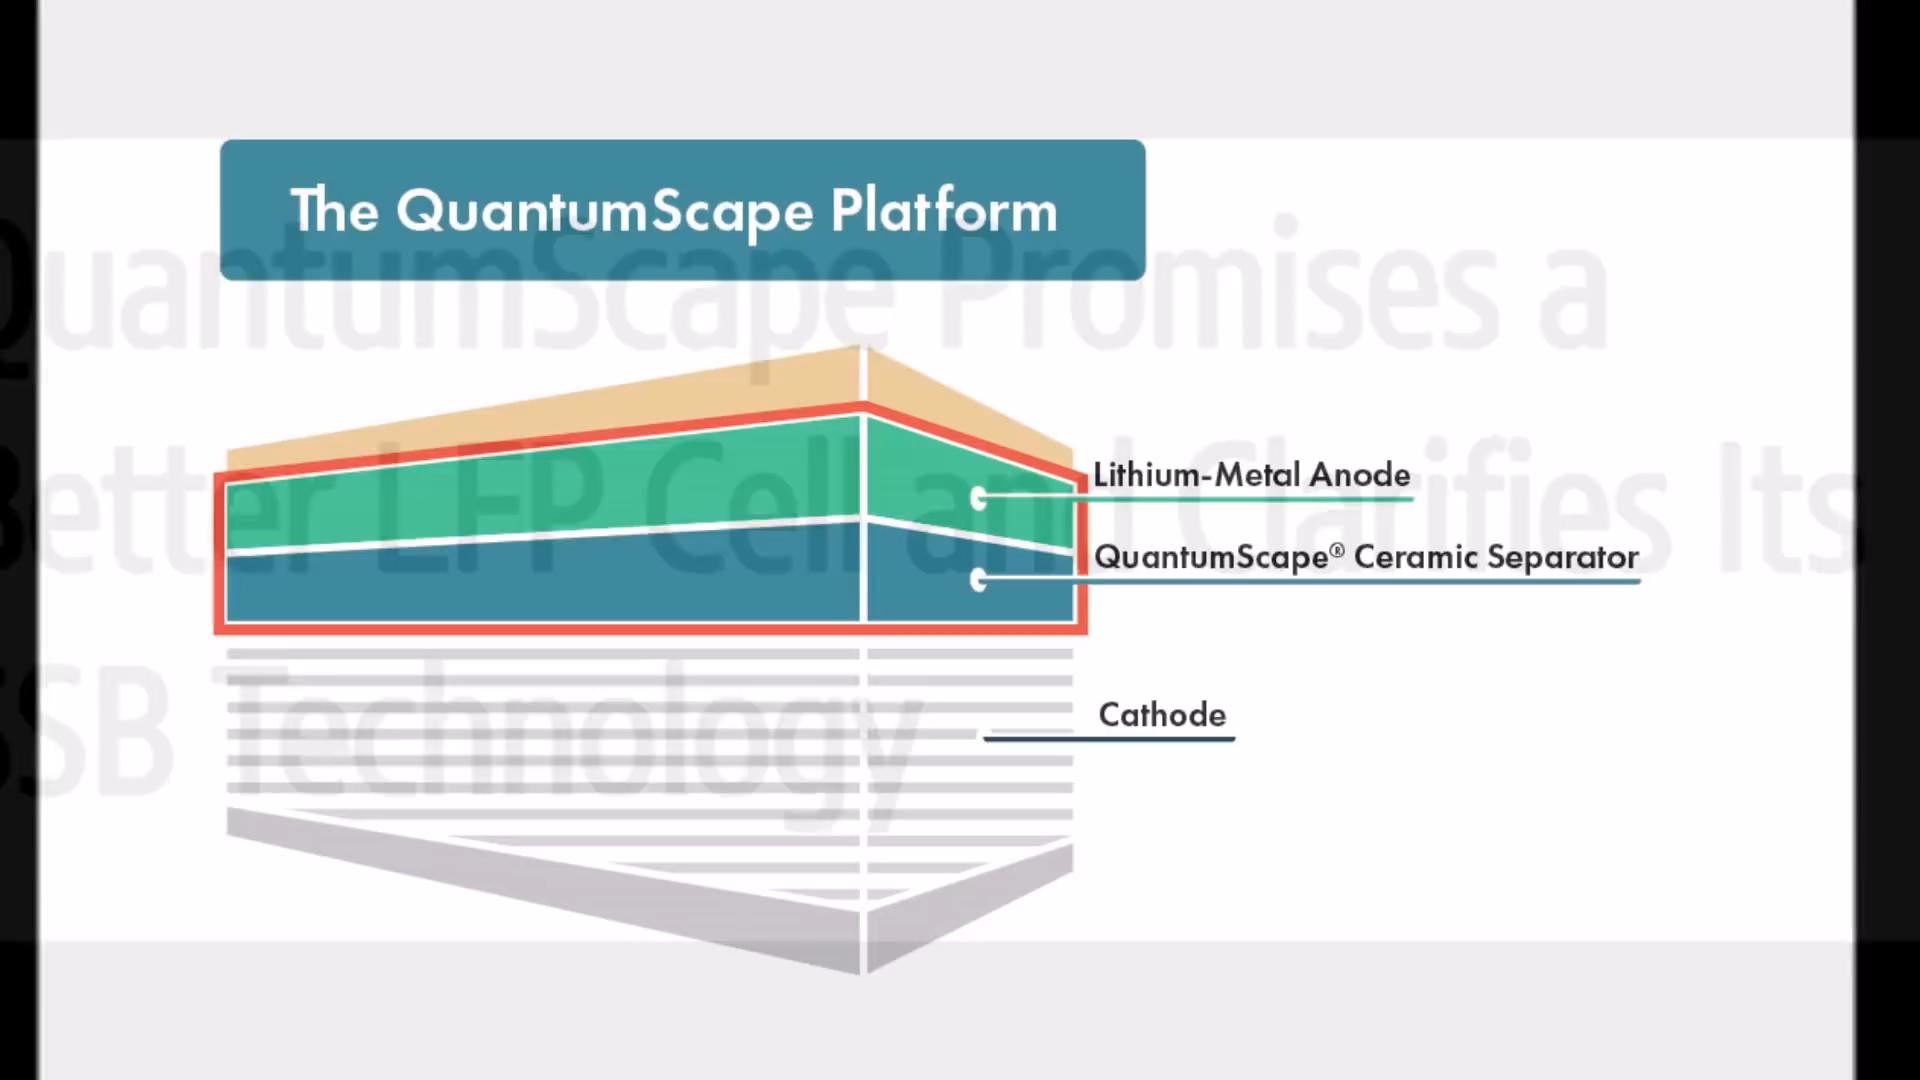 The QuantumScape Platform
QuantumScape Promises a
Better LFP Cell and Clarifies Its
SSB Technology
Lithium-Metal Anode
QuantumScape® Ceramic Separator
Cathode